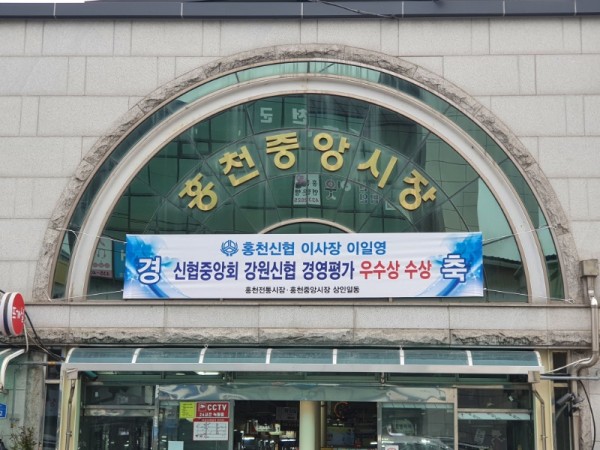 홍천중앙시장
홍천신협 이사장 이일영
경 신협중앙회 강원신협 경영평가 우수상 수상 축
홍천전통시장·홍천중앙시장 상인일동
CCTV